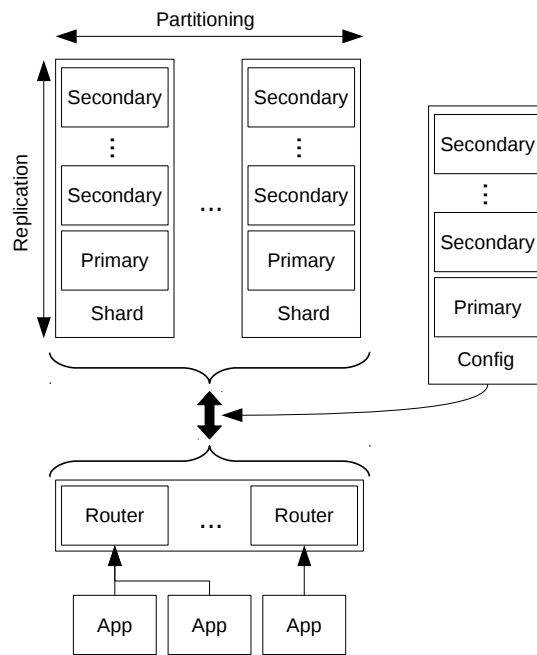 Partitioning
Replication
Secondary
⋮
Secondary
Primary
Shard
...
Secondary
⋮
Secondary
Primary
Shard
Secondary
⋮
Secondary
Primary
Config
Router
...
Router
App
App
App